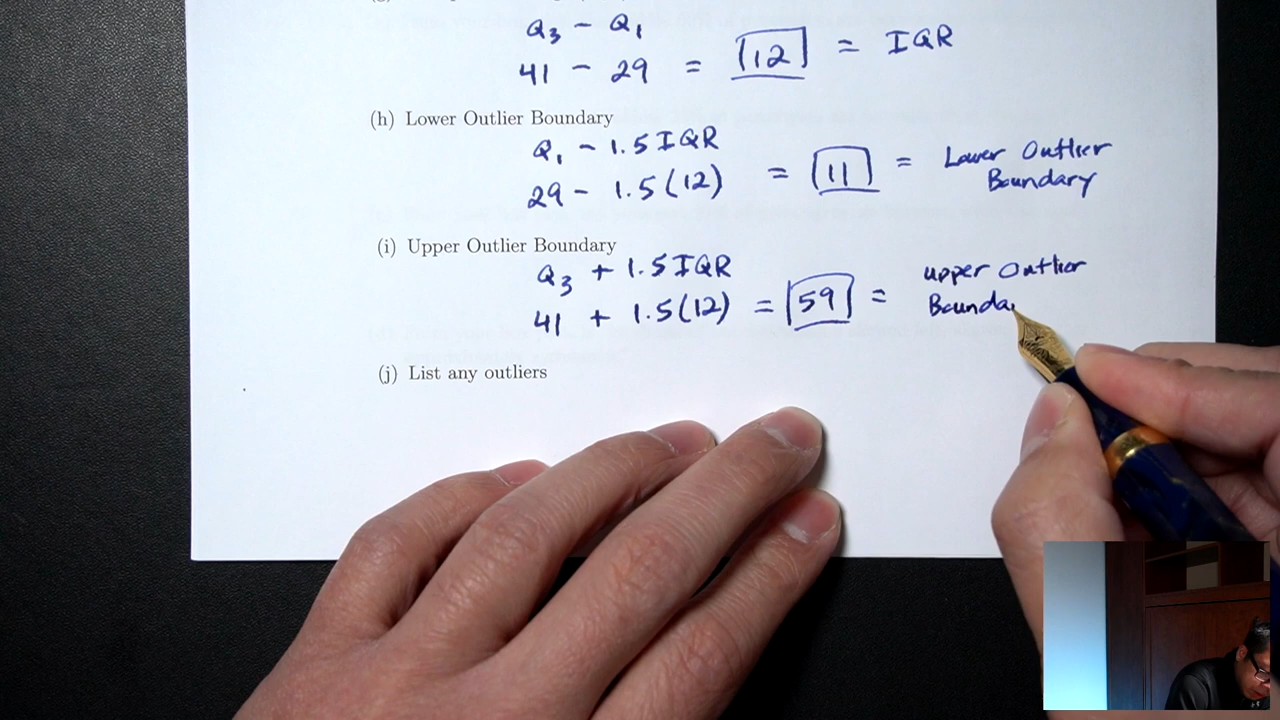 Q3 - Q1
41 - 29 = 12 = IQR
(h) Lower Outlier Boundary
Q1 - 1.5 IQR
29 - 1.5(12) = 11 = Lower Outlier Boundary
(i) Upper Outlier Boundary
Q3 + 1.5 IQR
41 + 1.5(12) = 59 = upper Outlier Bounda
(j) List any outliers